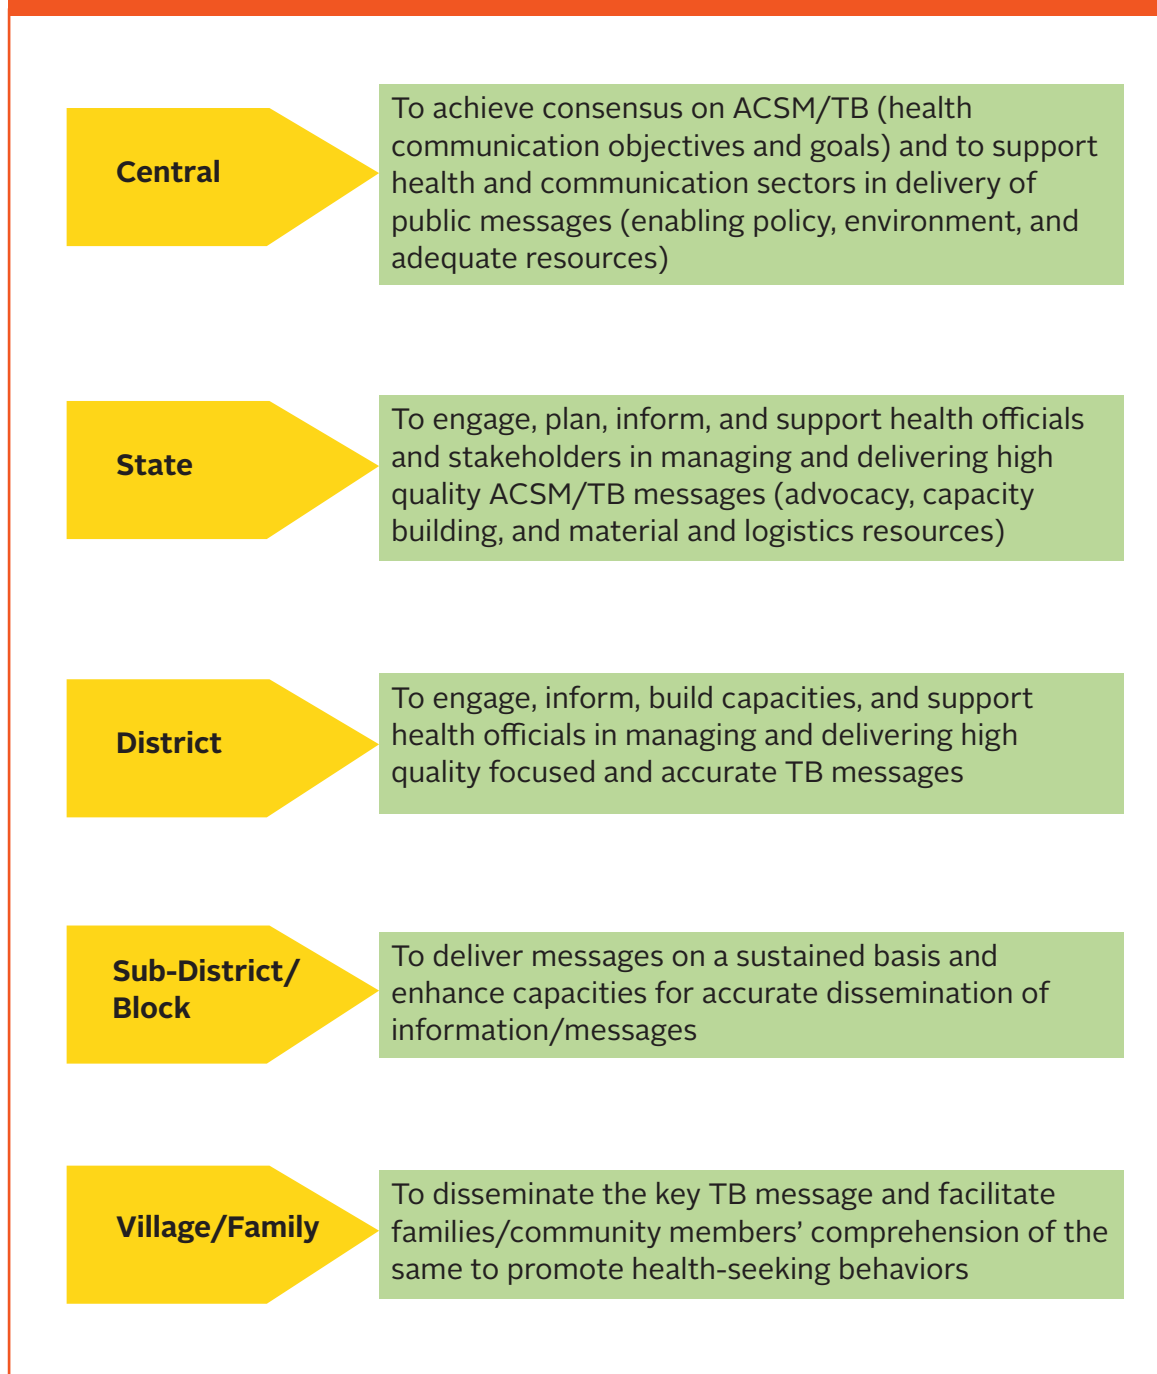 Central
To achieve consensus on ACSM/TB (health
communication objectives and goals) and to support
health and communication sectors in delivery of
public messages (enabling policy, environment, and
adequate resources)
State
To engage, plan, inform, and support health officials
and stakeholders in managing and delivering high
quality ACSM/TB messages (advocacy, capacity
building, and material and logistics resources)
District
To engage, inform, build capacities, and support
health officials in managing and delivering high
quality focused and accurate TB messages
Sub-District/
Block
To deliver messages on a sustained basis and
enhance capacities for accurate dissemination of
information/messages
Village/Family
To disseminate the key TB message and facilitate
families/community members’ comprehension of the
same to promote health-seeking behaviors